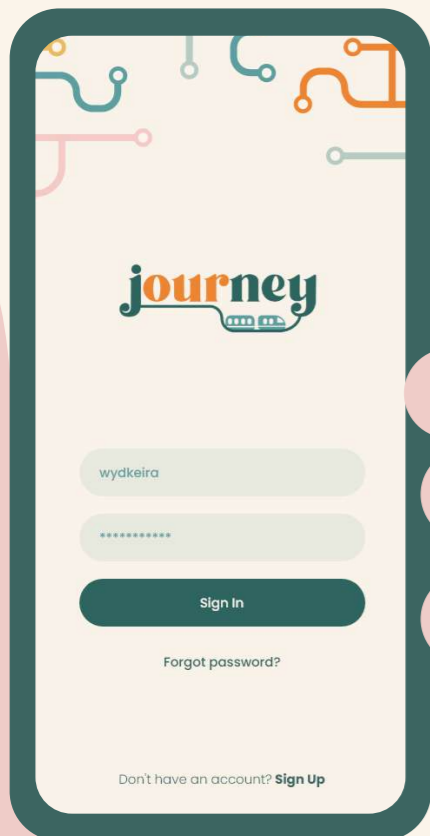 journey
wydkeira
***********
Sign In
Forgot password?
Don't have an account? Sign Up